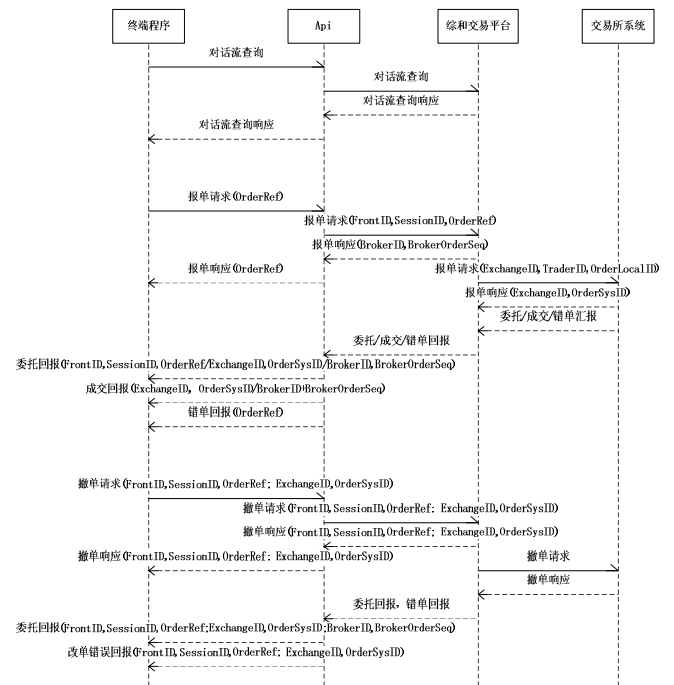 终端程序
Api
综和交易平台
交易所系统
对话流查询
对话流查询
对话流查询响应
对话流查询响应
报单请求(OrderRef)
报单请求(FrontID,SessionID,OrderRef)
报单响应(BrokerID,BrokerOrderSeq)
报单响应(OrderRef)
报单请求(ExchangeID,TraderID,OrderLocalID)
报单响应(ExchangeID,OrderSysID)
委托/成交/错单汇报
委托/成交/错单回报
委托回报(FrontID,SessionID,OrderRef/ExchangeID,OrderSysID/BrokerID,BrokerOrderSeq)
成交回报(ExchangeID, OrderSysID/BrokerID+BrokerOrderSeq)
错单回报(OrderRef)
撤单请求(FrontID,SessionID,OrderRef; ExchangeID,OrderSysID)
撤单请求(FrontID,SessionID,OrderRef; ExchangeID,OrderSysID)
撤单响应(FrontID,SessionID,OrderRef; ExchangeID,OrderSysID)
撤单响应(FrontID,SessionID,OrderRef; ExchangeID,OrderSysID)
撤单请求
撤单响应
委托回报, 错单回报
委托回报(FrontID,SessionID,OrderRef;ExchangeID,OrderSysID;BrokerID,BrokerOrderSeq)
改单错误回报(FrontID,SessionID,OrderRef; ExchangeID,OrderSysID)